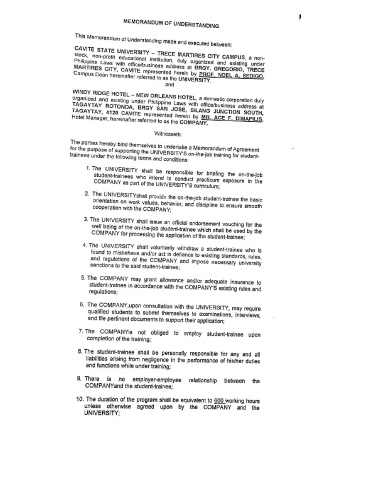 MEMORANDUM OF UNDERSTANDING
This Memorandum of Understanding made and executed between:
CAVITE STATE UNIVERSITY – TRECE MARTIRES CITY CAMPUS, a non-
stock, non-profit educational institution, duly organized and existing under
Philippine Laws with office/business address at BRGY. GREGORIO, TRECE
MARTIRES CITY, CAVITE represented herein by PROF. NOEL A. SEDIGO,
Campus Dean hereinafter referred to as the UNIVERSITY.
and
WINDY RIDGE HOTEL – NEW ORLEANS HOTEL, a domestic corporation duly
organized and existing under Philippine Laws with office/business address at
TAGAYTAY ROTONDA, BRGY SAN JOSE, SILANG JUNCTION SOUTH,
TAGAYTAY, 4120 CAVITE represented herein by MR. ACE F. DIMAPILIS,
Hotel Manager, hereinafter referred to as the COMPANY.
Witnesseth:
The parties hereby bind themselves to undertake a Memorandum of Agreement
for the purpose of supporting the UNIVERSITY'S on-the-job training for student-
trainees under the following terms and conditions:
1. The UNIVERSITY shall be responsible for briefing the on-the-job
student-trainees who intend to conduct practicum exposure in the
COMPANY as part of the UNIVERSITY'S curriculum;
2. The UNIVERSITYshall provide the on-the-job student-trainee the basic
orientation on work values, behavior, and discipline to ensure smooth
cooperation with the COMPANY;
3. The UNIVERSITY shall issue an official endorsement vouching for the
well being of the on-the-job student-trainee which shall be used by the
COMPANY for processing the application of the student-trainee;
4. The UNIVERSITY shall voluntarily withdraw a student-trainee who is
found to misbehave and/or act in defiance to existing standards, rules,
and regulations of the COMPANY and impose necessary university
sanctions to the said student-trainee;
5. The COMPANY may grant allowance and/or adequate insurance to
student-trainee in accordance with the COMPANY'S existing rules and
regulations;
6. The COMPANY,upon consultation with the UNIVERSITY, may require
qualified students to submit themselves to examinations, interviews,
and file pertinent documents to support their application;
7. The COMPANYis not obliged to employ student-trainee upon
completion of the training;
8. The student-trainee shall be personally responsible for any and all
liabilities arising from negligence in the performance of his/her duties
and functions while under training;
9. There is no employer-employee relationship between the
COMPANYand the student-trainee;
10. The duration of the program shall be equivalent to 600 working hours
unless otherwise agreed upon by the COMPANY and the
UNIVERSITY;